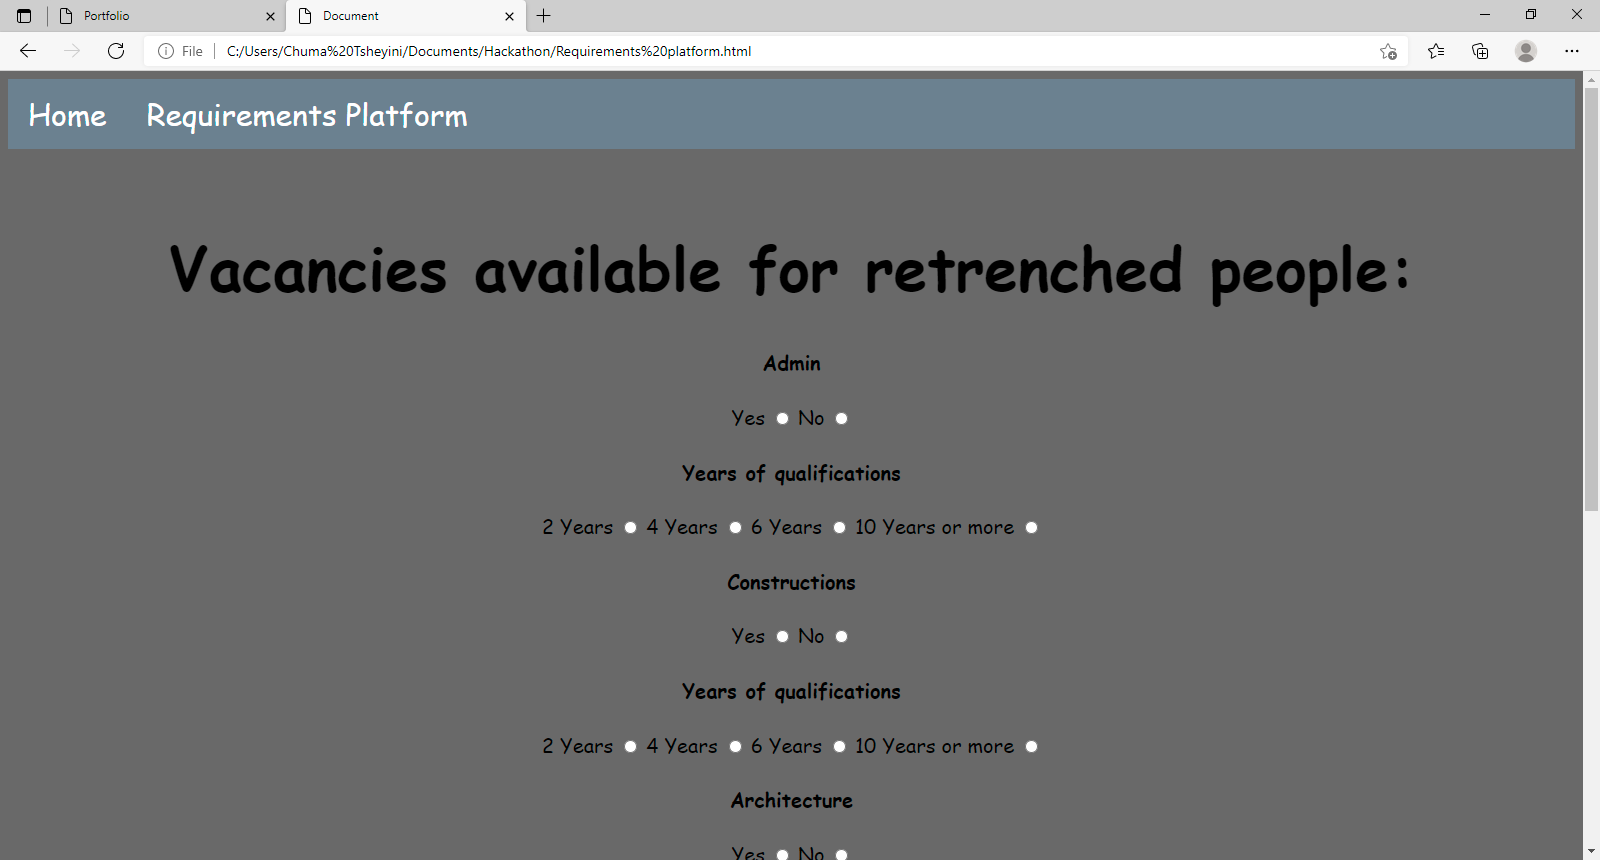 Portfolio
Document
File
C:/Users/Chuma%20Tsheyini/Documents/Hackathon/Requirements%20platform.html
Home Requirements Platform
Vacancies available for retrenched people:
Admin
Yes No
Years of qualifications
2 Years 4 Years 6 Years 10 Years or more
Constructions
Yes No
Years of qualifications
2 Years 4 Years 6 Years 10 Years or more
Architecture
Yes No